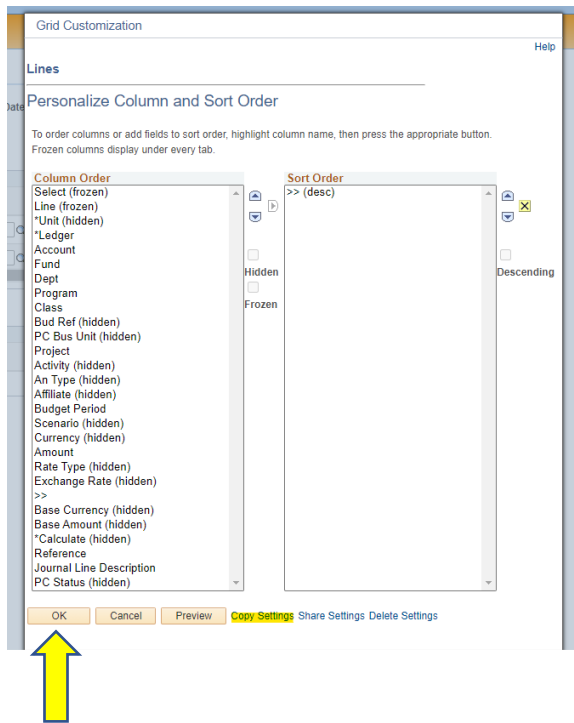 Grid Customization
Help
Lines
Date
Personalize Column and Sort Order
To order columns or add fields to sort order, highlight column name, then press the appropriate button.
Frozen columns display under every tab.
Column Order
Select (frozen)
Line (frozen)
*Unit (hidden)
*Ledger
Account
Fund
Dept
Program
Class
Bud Ref (hidden)
PC Bus Unit (hidden)
Project
Activity (hidden)
An Type (hidden)
Affiliate (hidden)
Budget Period
Scenario (hidden)
Currency (hidden)
Amount
Rate Type (hidden)
Exchange Rate (hidden)
>>
Base Currency (hidden)
Base Amount (hidden)
*Calculate (hidden)
Reference
Journal Line Description
PC Status (hidden)
Hidden
Frozen
Sort Order
>> (desc)
Descending
OK Cancel Preview Copy Settings Share Settings Delete Settings